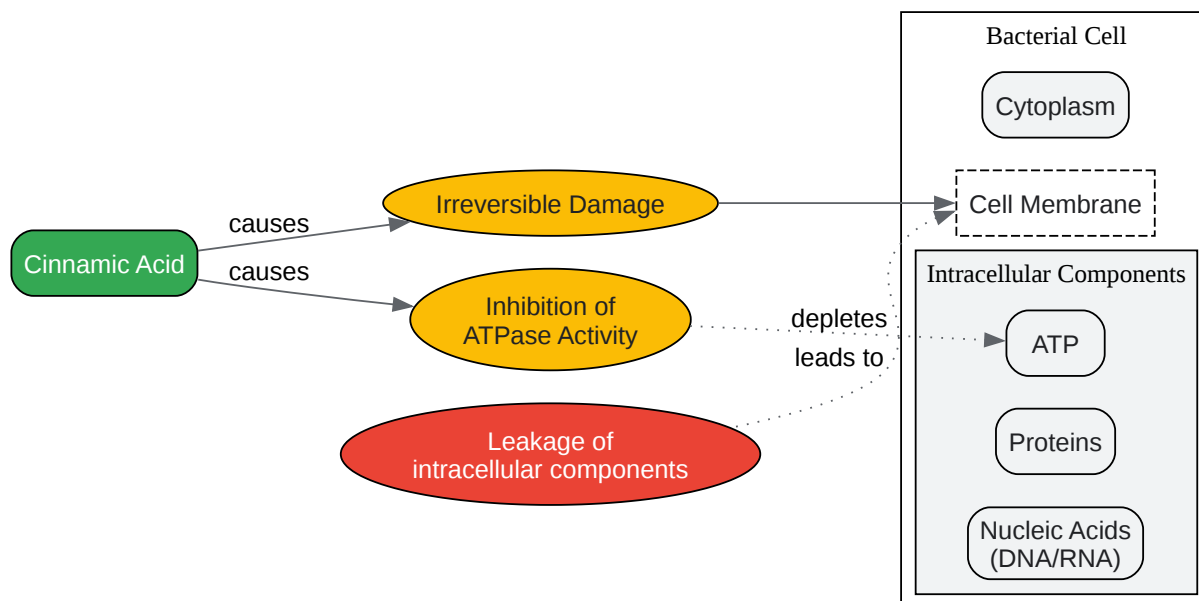 Bacterial Cell
Cytoplasm
Irreversible Damage
Cell Membrane
causes
Cinnamic Acid
causes
Intracellular Components
Inhibition of
ATPase Activity
depletes
leads to
ATP
Leakage of
intracellular components
Proteins
Nucleic Acids
(DNA/RNA)